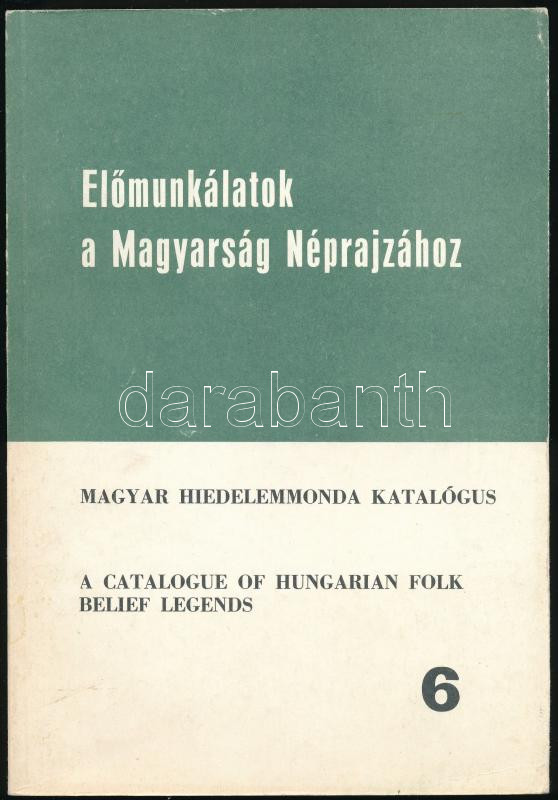 Előmunkálatok
a Magyarság Néprajzához
darabanth
MAGYAR HIEDELEMMONDA KATALÓGUS
A CATALOGUE OF HUNGARIAN FOLK
BELIEF LEGENDS
6